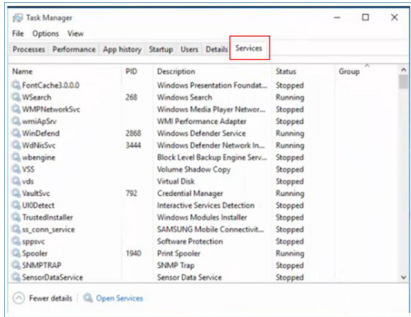 Task Manager
File Options View
Processes Performance App history Startup Users Details Services
Name PID Description Status Group
FontCache3.0.0.0 Windows Presentation Foundat... Stopped
WSearch 268 Windows Search Running
WMPNetworkSvc Windows Media Player Networ... Stopped
wmiApSrv WMI Performance Adapter Stopped
WinDefend 2868 Windows Defender Service Running
WdNisSvc 3444 Windows Defender Network In... Running
wbengine Block Level Backup Engine Serv... Stopped
VSS Volume Shadow Copy Stopped
vds Virtual Disk Stopped
VaultSvc 792 Credential Manager Running
UI0Detect Interactive Services Detection Stopped
TrustedInstaller Windows Modules Installer Stopped
ss_conn_service SAMSUNG Mobile Connectivit... Stopped
sppsvc Software Protection Stopped
Spooler 1940 Print Spooler Running
SNMPTRAP SNMP Trap Stopped
SensorDataService Sensor Data Service Stopped
Fewer details Open Services